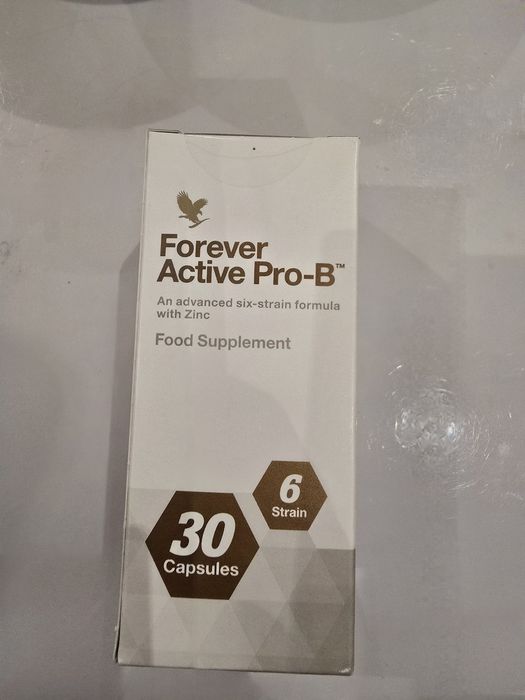 Forever
Active Pro-B™
An advanced six-strain formula
with Zinc
Food Supplement
6
Strain
30
Capsules